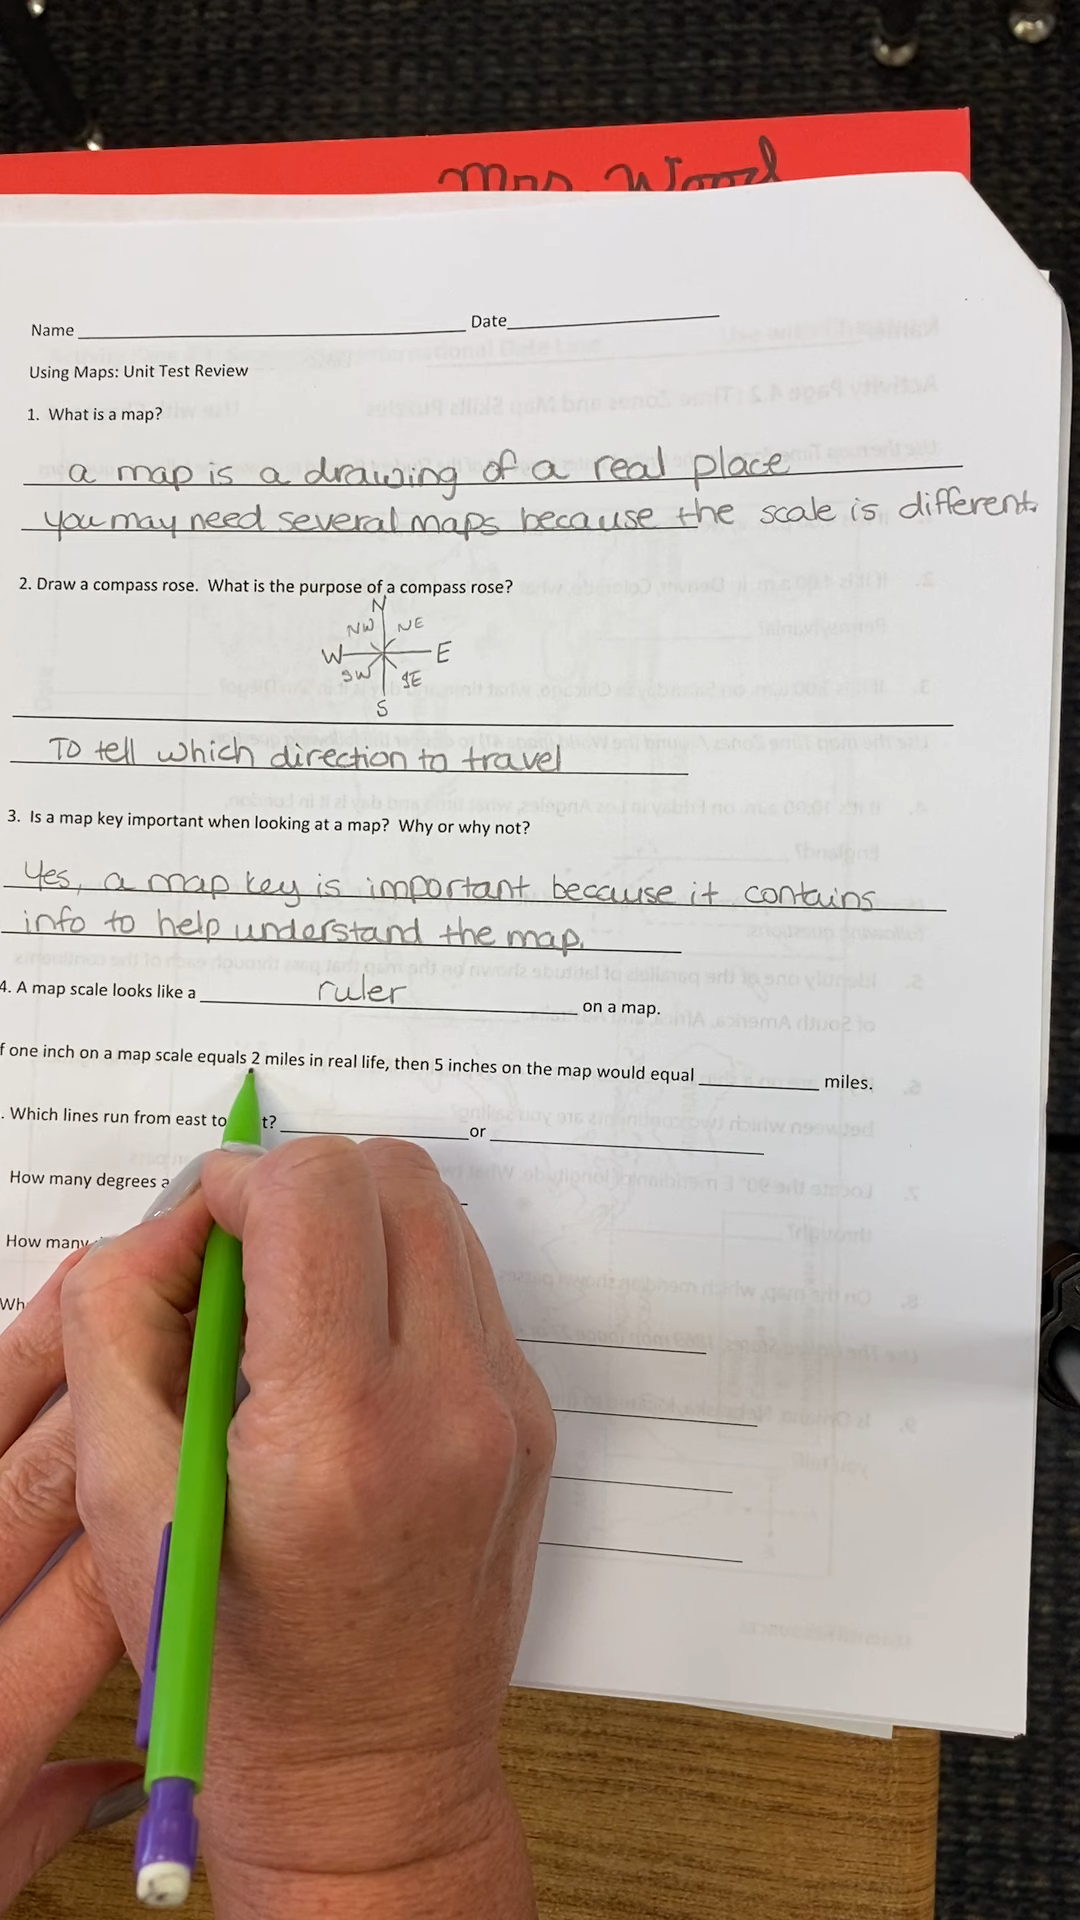 Mrs. Wood
Name Date
Using Maps: Unit Test Review
1. What is a map?
a map is a drawing of a real place
you may need several maps because the scale is different.
2. Draw a compass rose. What is the purpose of a compass rose?
N
NW NE
W E
SW SE
S
To tell which direction to travel
3. Is a map key important when looking at a map? Why or why not?
Yes, a map key is important because it contains
info to help understand the map.
4. A map scale looks like a ruler on a map.
f one inch on a map scale equals 2 miles in real life, then 5 inches on the map would equal miles.
. Which lines run from east to t? or
How many degrees a
How many
Wh